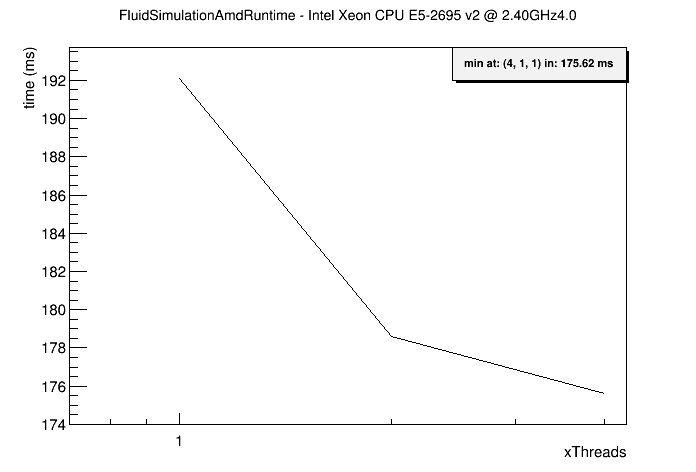 FluidSimulationAmdRuntime - Intel Xeon CPU E5-2695 v2 @ 2.40GHz4.0
min at: (4, 1, 1) in: 175.62 ms
time (ms)
192
190
188
186
184
182
180
178
176
174
1
xThreads